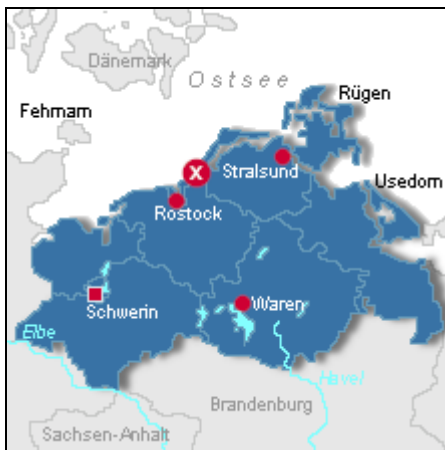 Dänemark
Ostsee
Rügen
Fehmarn
X
Stralsund
Usedom
Rostock
Schwerin
Waren
Elbe
Havel
Brandenburg
Sachsen-Anhalt